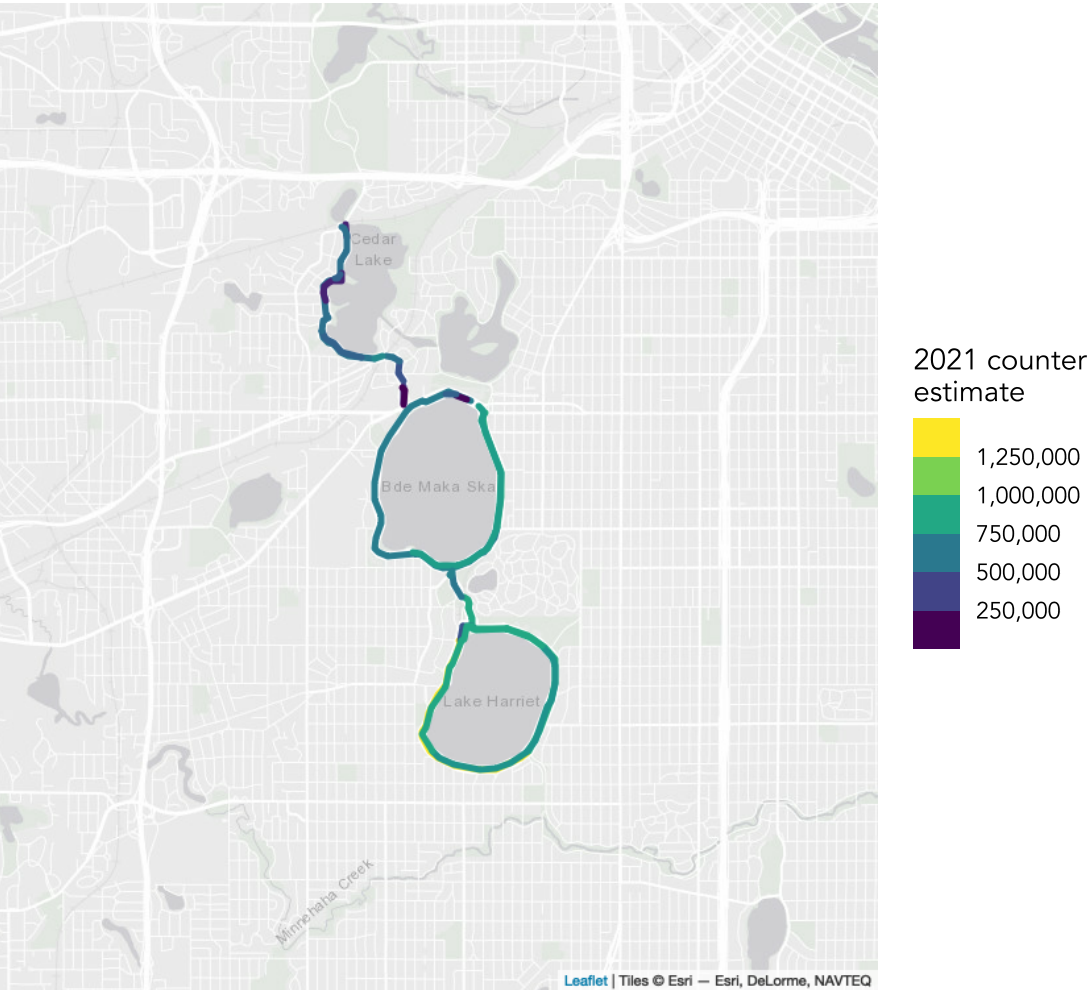 Cedar
Lake
Bde Maka Ska
Lake Harriet
Minnehaha Creek
2021 counter
estimate
1,250,000
1,000,000
750,000
500,000
250,000
Leaflet | Tiles © Esri — Esri, DeLorme, NAVTEQ